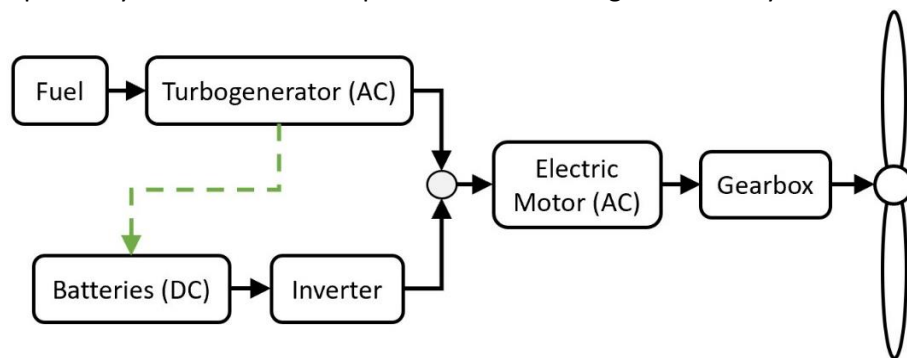 Fuel
Turbogenerator (AC)
Electric
Motor (AC)
Gearbox
Batteries (DC)
Inverter